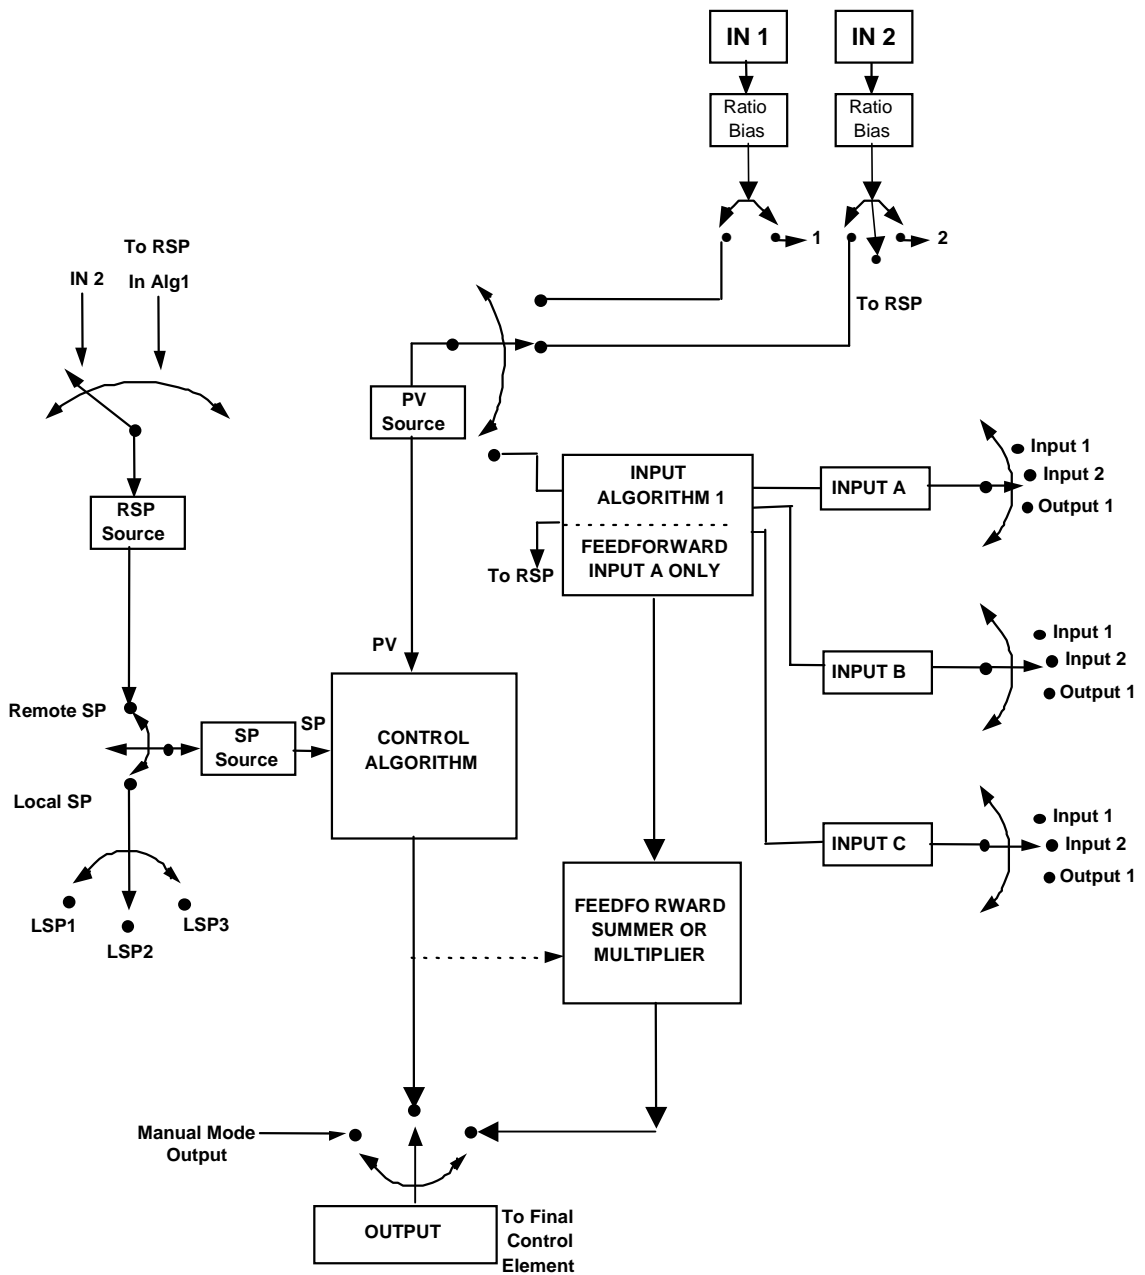 IN 1
IN 2
Ratio
Bias
Ratio
Bias
1
2
To RSP
To RSP
IN 2
In Alg1
PV
Source
RSP
Source
INPUT
ALGORITHM 1
FEEDFORWARD
INPUT A ONLY
To RSP
INPUT A
Input 1
Input 2
Output 1
INPUT B
Input 1
Input 2
Output 1
INPUT C
Input 1
Input 2
Output 1
PV
Remote SP
SP
Source
SP
CONTROL
ALGORITHM
Local SP
LSP1
LSP2
LSP3
FEEDFO RWARD
SUMMER OR
MULTIPLIER
Manual Mode
Output
OUTPUT
To Final
Control
Element